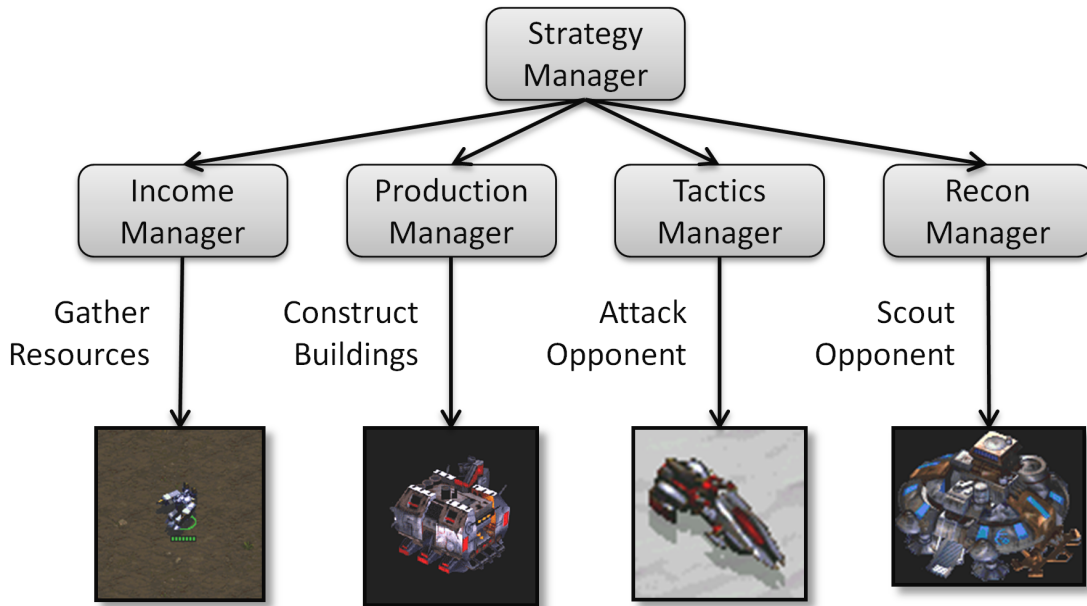 Strategy
Manager
Income
Manager
Production
Manager
Tactics
Manager
Recon
Manager
Gather
Resources
Construct
Buildings
Attack
Opponent
Scout
Opponent